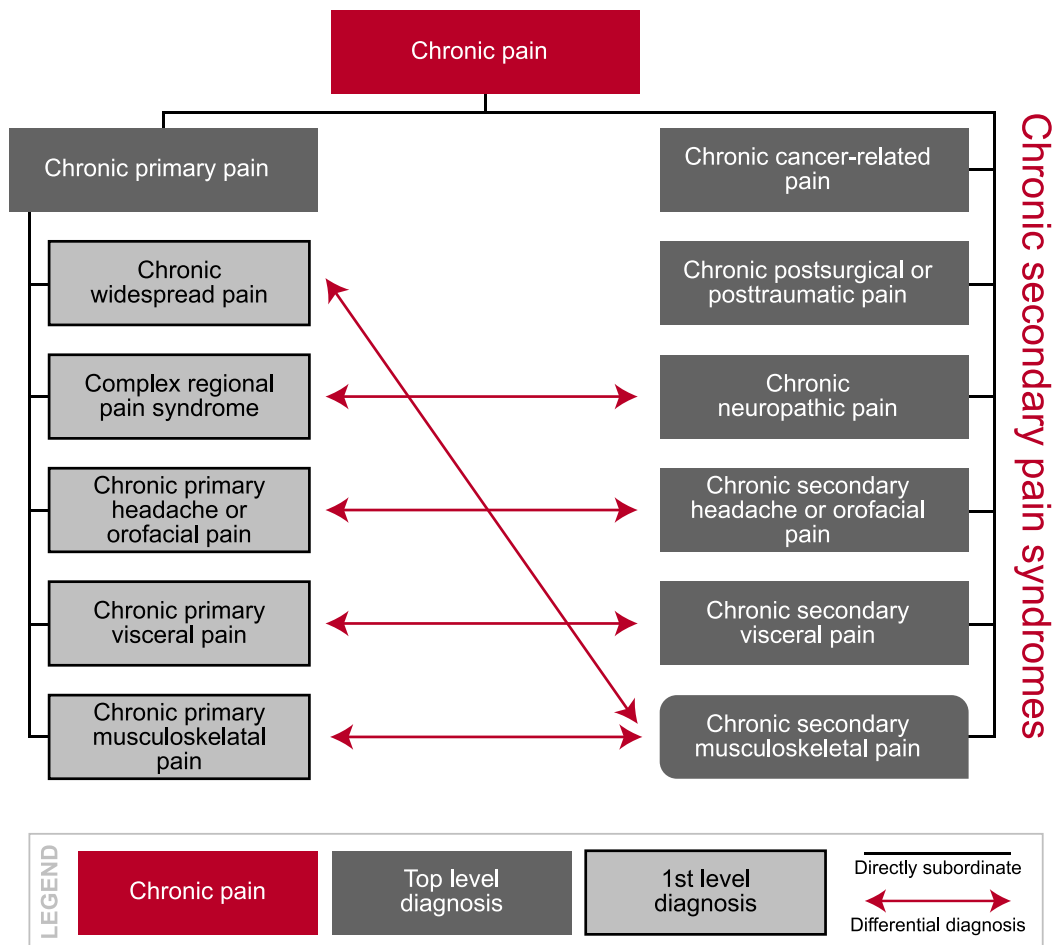 Chronic pain
Chronic primary pain
Chronic
widespread pain
Complex regional
pain syndrome
Chronic primary
headache or
orofacial pain
Chronic primary
visceral pain
Chronic primary
musculoskelatal
pain
Chronic cancer-related
pain
Chronic postsurgical or
posttraumatic pain
Chronic
neuropathic pain
Chronic secondary
headache or orofacial
pain
Chronic secondary
visceral pain
Chronic secondary
musculoskeletal pain
Chronic secondary pain syndromes
LEGEND
Chronic pain
Top level
diagnosis
1st level
diagnosis
Directly subordinate
Differential diagnosis